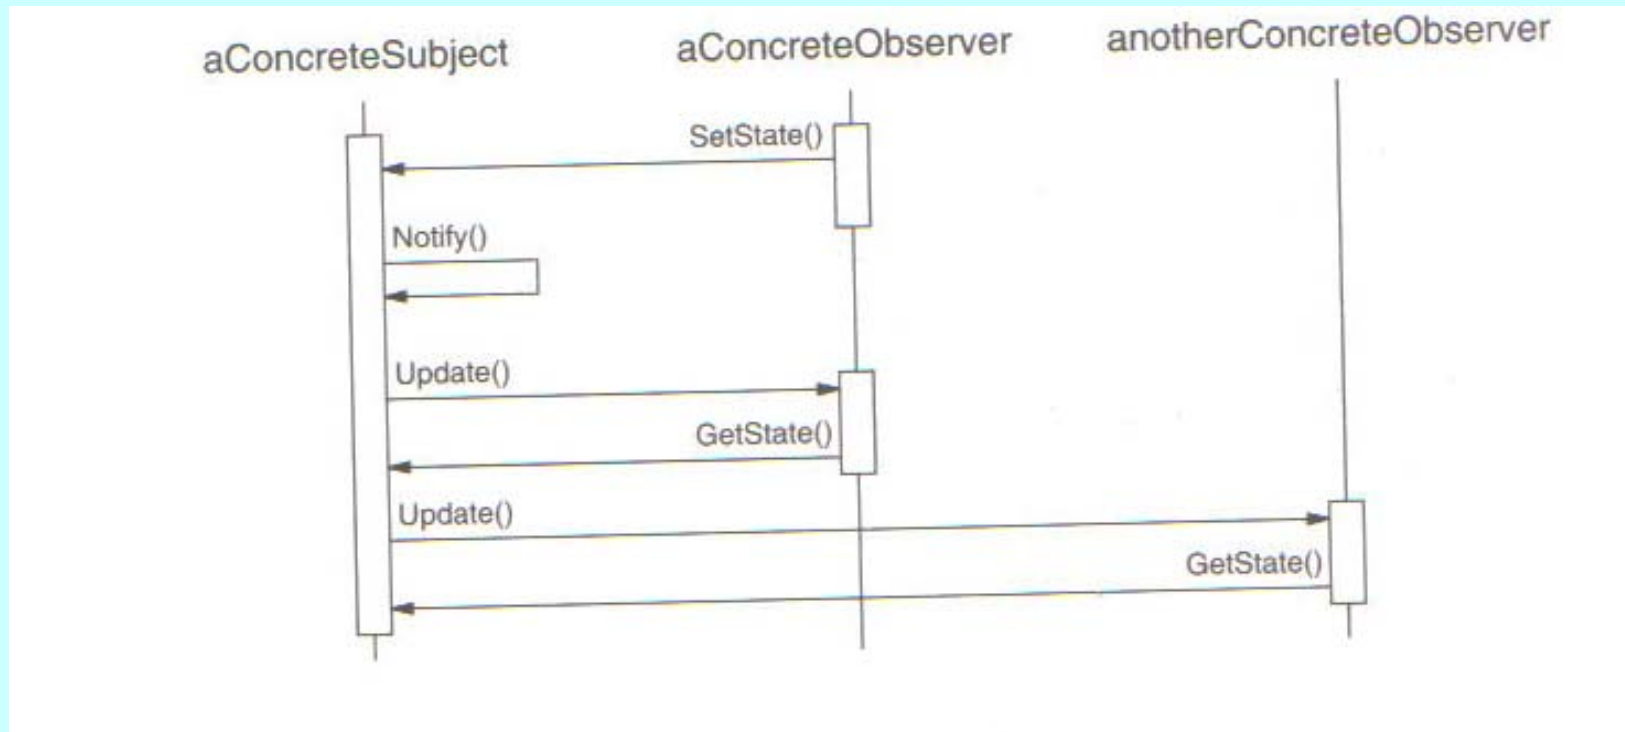 aConcreteSubject
aConcreteObserver
anotherConcreteObserver
SetState()
Notify()
Update()
GetState()
Update()
GetState()